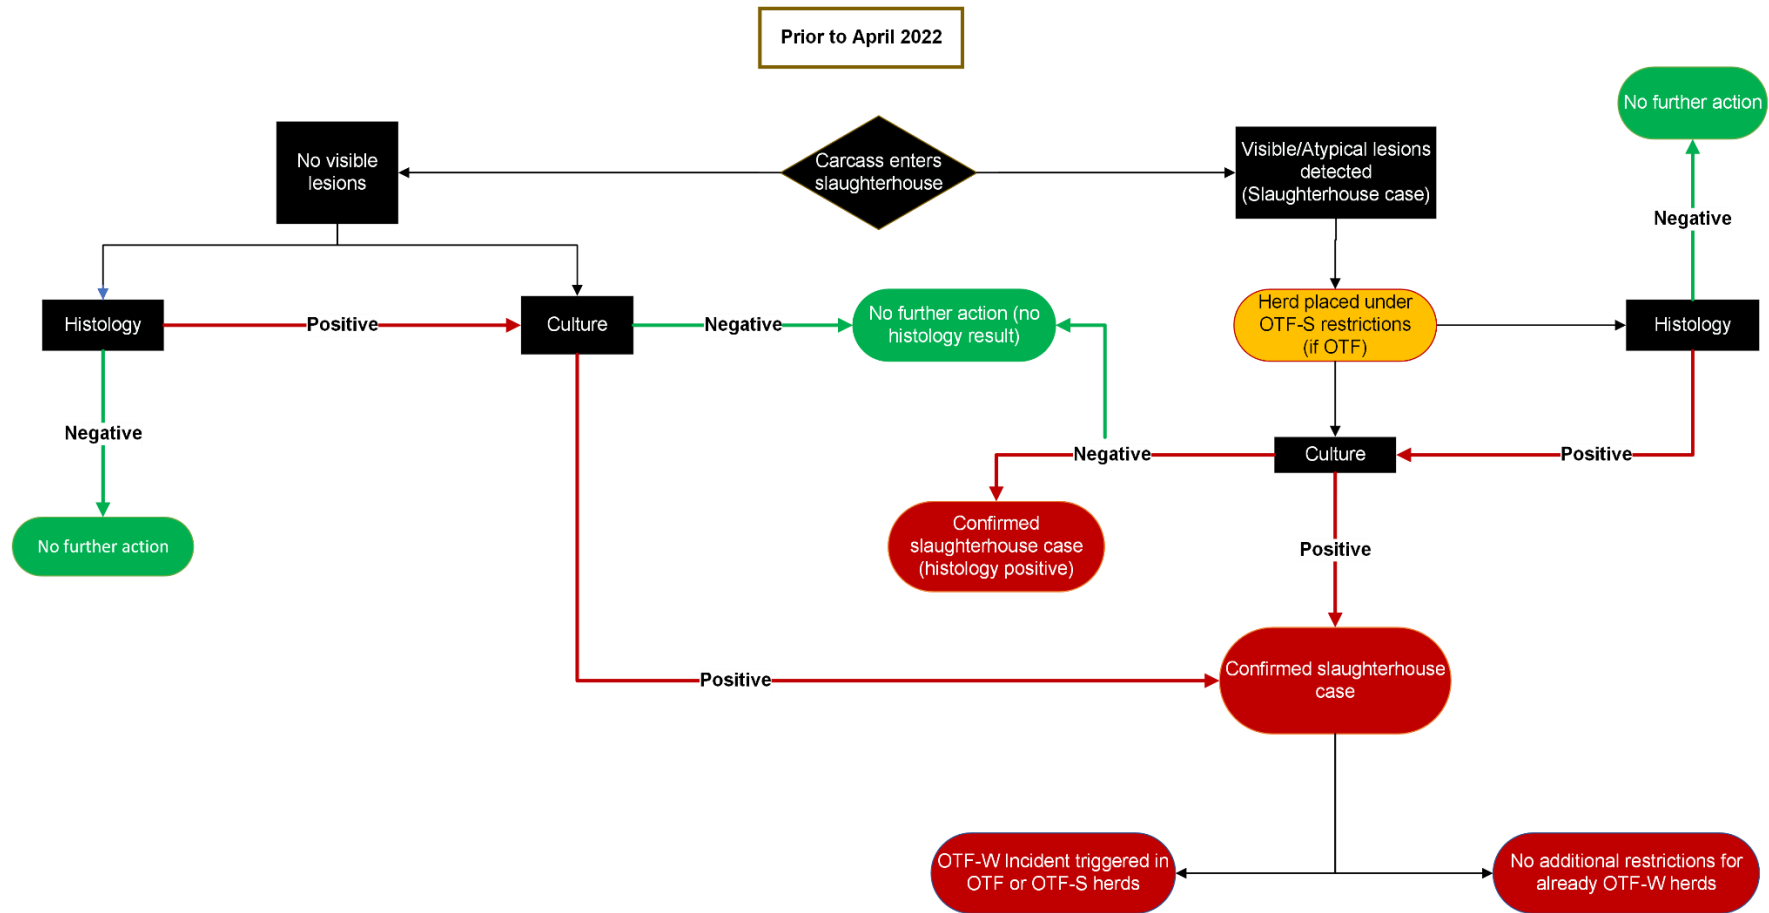 Prior to April 2022
No further action
No visible
lesions
Carcass enters
slaughterhouse
Visible/Atypical lesions
detected
(Slaughterhouse case)
Negative
Histology
Positive
Culture
Negative
No further action (no
histology result)
Herd placed under
OTF-S restrictions
(if OTF)
Histology
Negative
Negative
Culture
Positive
No further action
Confirmed
slaughterhouse case
(histology positive)
Positive
Positive
Confirmed slaughterhouse
case
OTF-W Incident triggered in
OTF or OTF-S herds
No additional restrictions for
already OTF-W herds